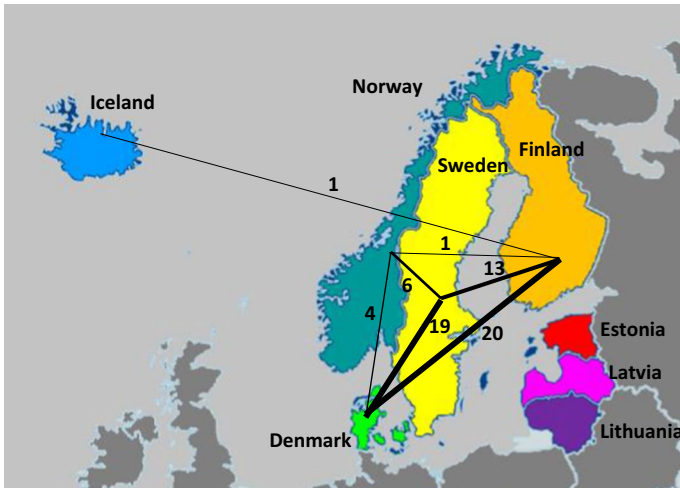 Norway
Iceland
Finland
Sweden
1
1
13
6
4
19
20
Estonia
Latvia
Lithuania
Denmark